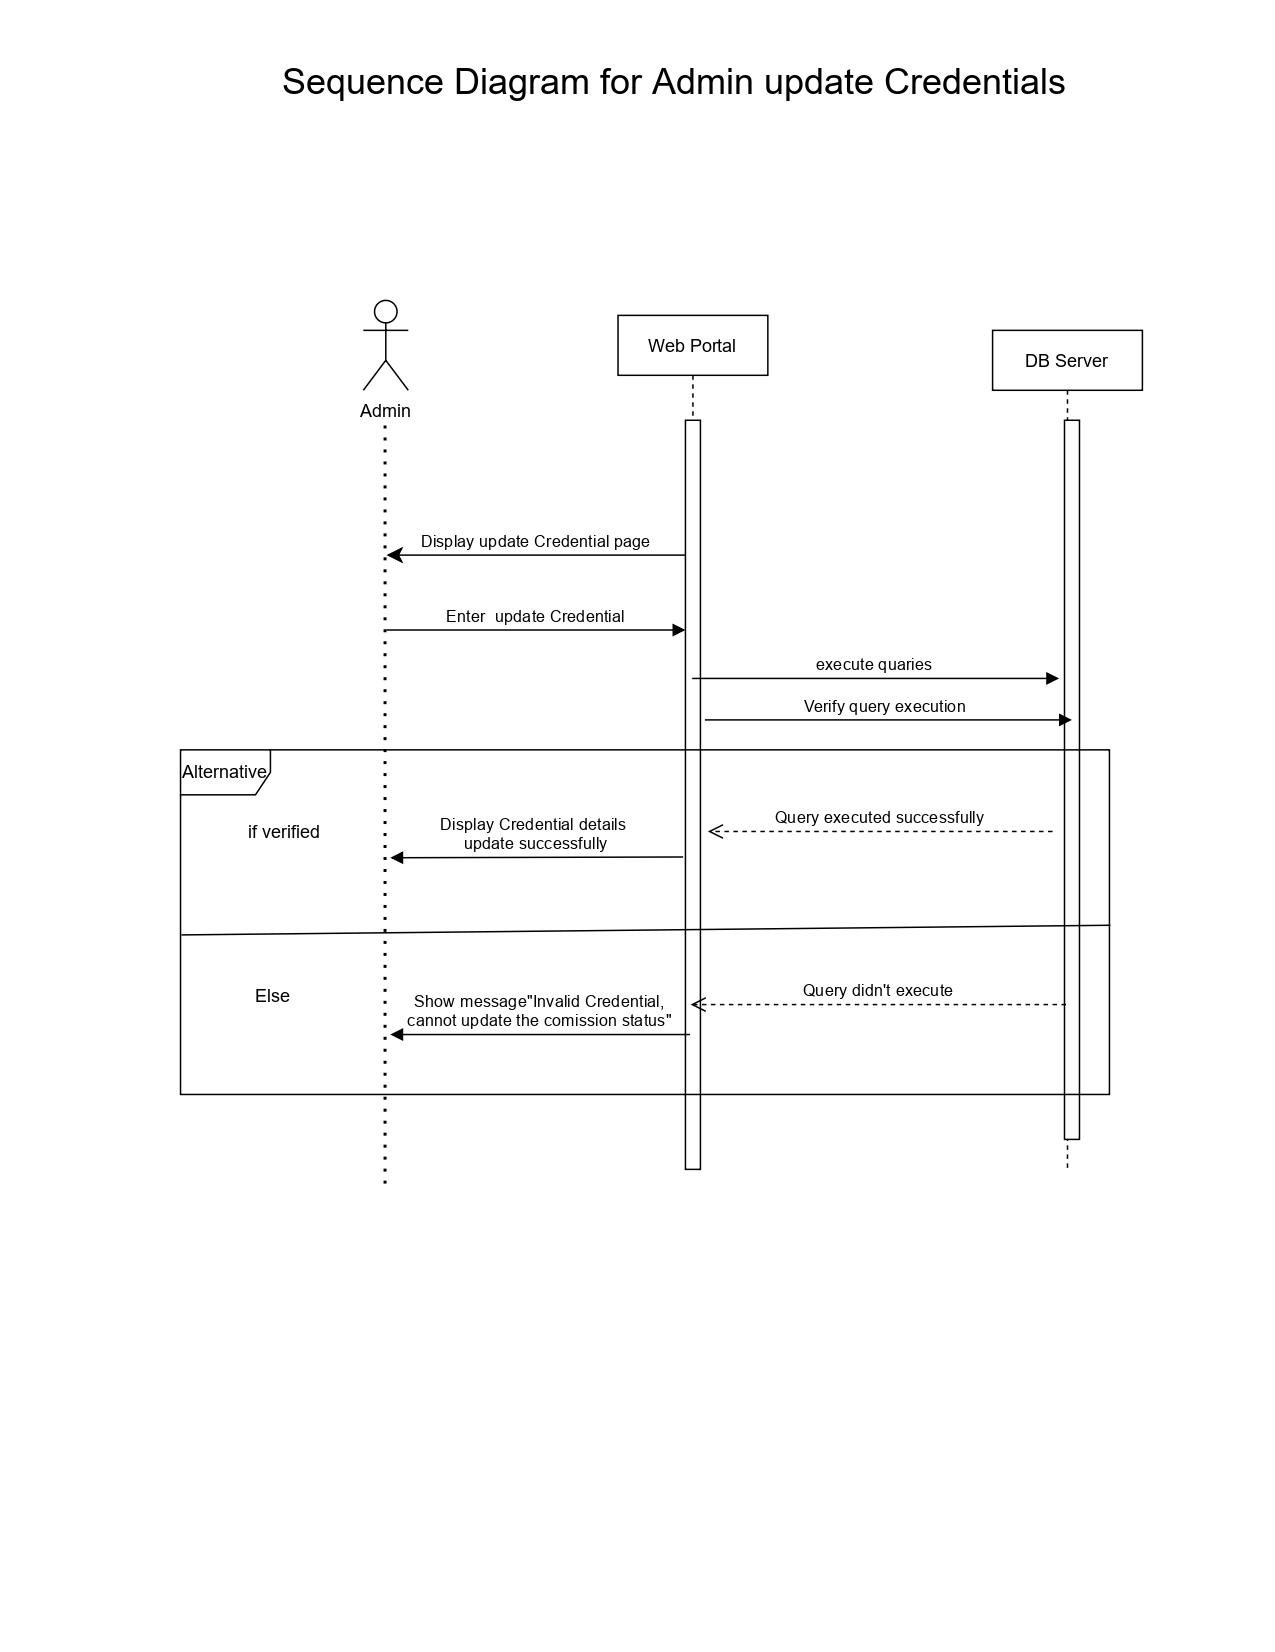 Sequence Diagram for Admin update Credentials
Web Portal
DB Server
Admin
Display update Credential page
Enter  update Credential
execute quaries
Verify query execution
Alternative
if verified
Query executed successfully
Display Credential details
update successfully
Else
Query didn't execute
Show message"Invalid Credential,
cannot update the comission status"